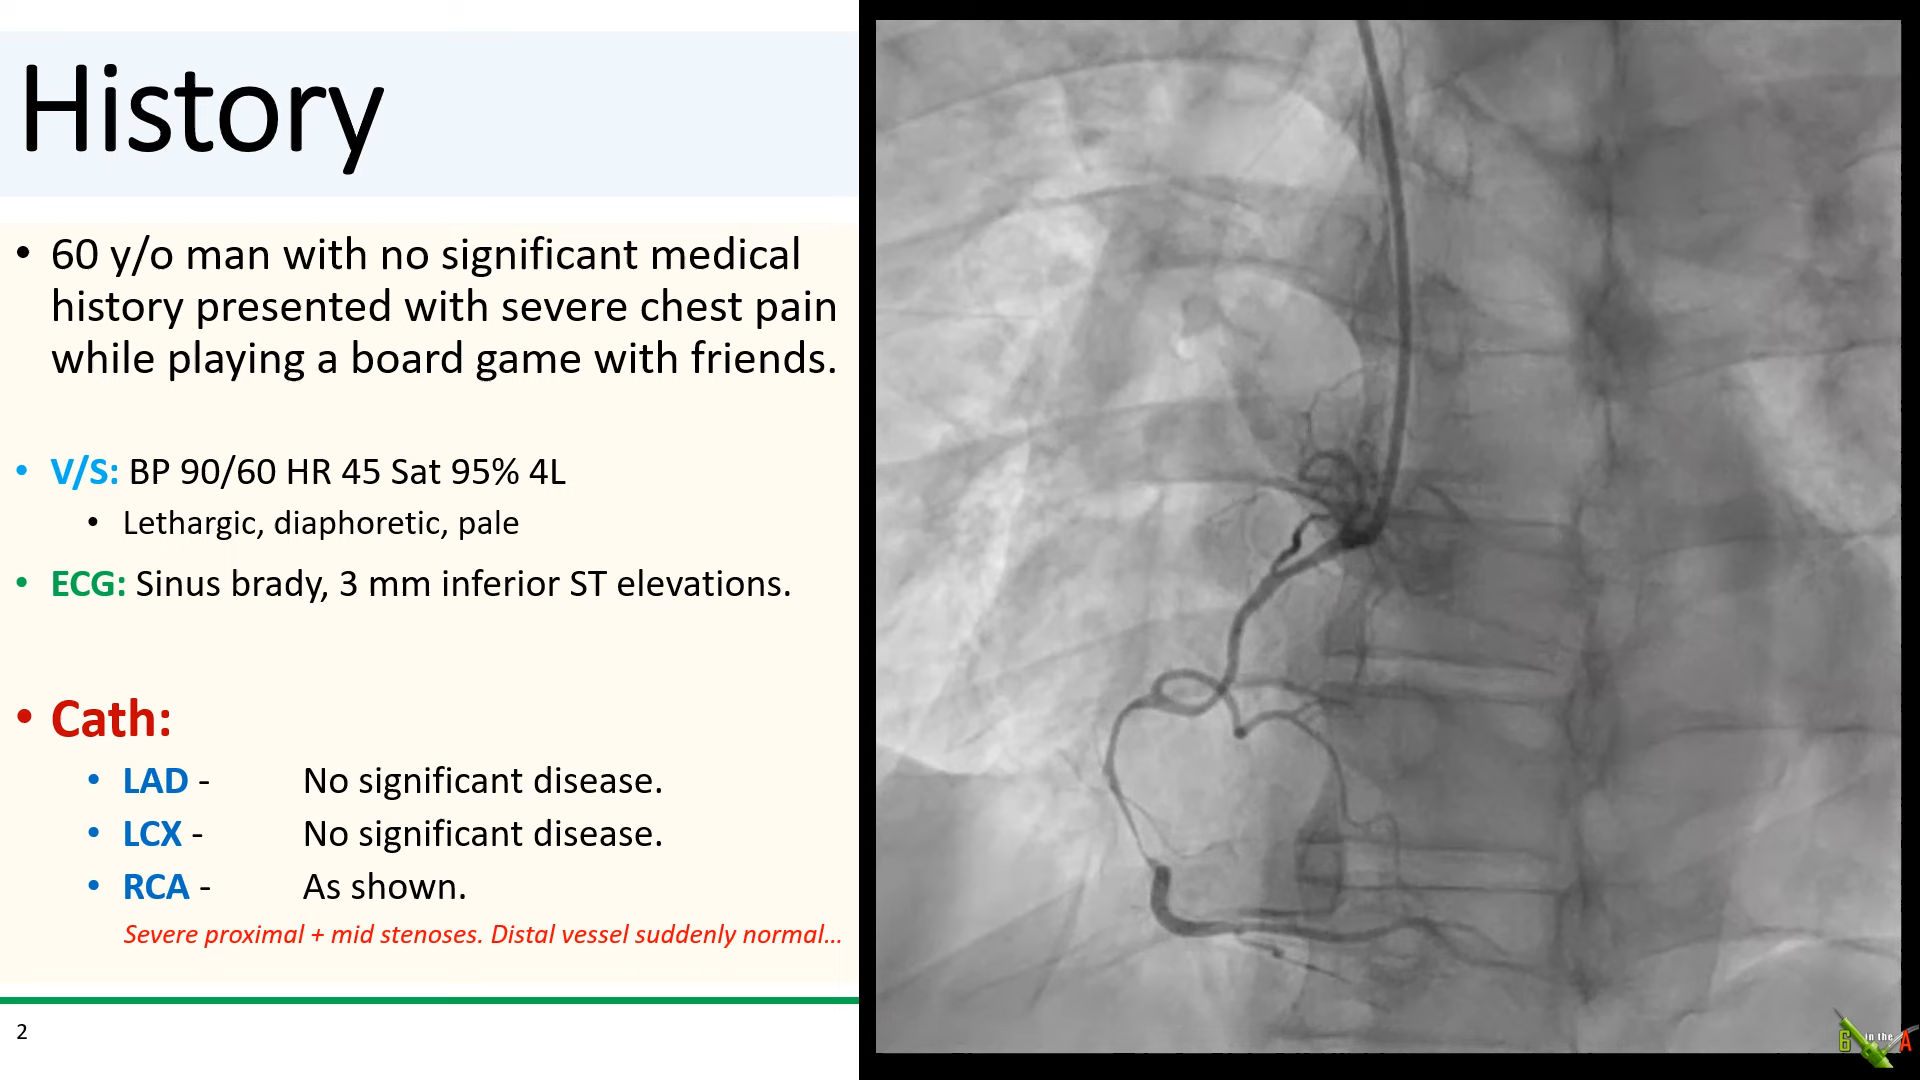 History
• 60 y/o man with no significant medical
history presented with severe chest pain
while playing a board game with friends.
• V/S: BP 90/60 HR 45 Sat 95% 4L
• Lethargic, diaphoretic, pale
• ECG: Sinus brady, 3 mm inferior ST elevations.
• Cath:
• LAD - No significant disease.
• LCX - No significant disease.
• RCA - As shown.
Severe proximal + mid stenoses. Distal vessel suddenly normal...
2
6 in the A